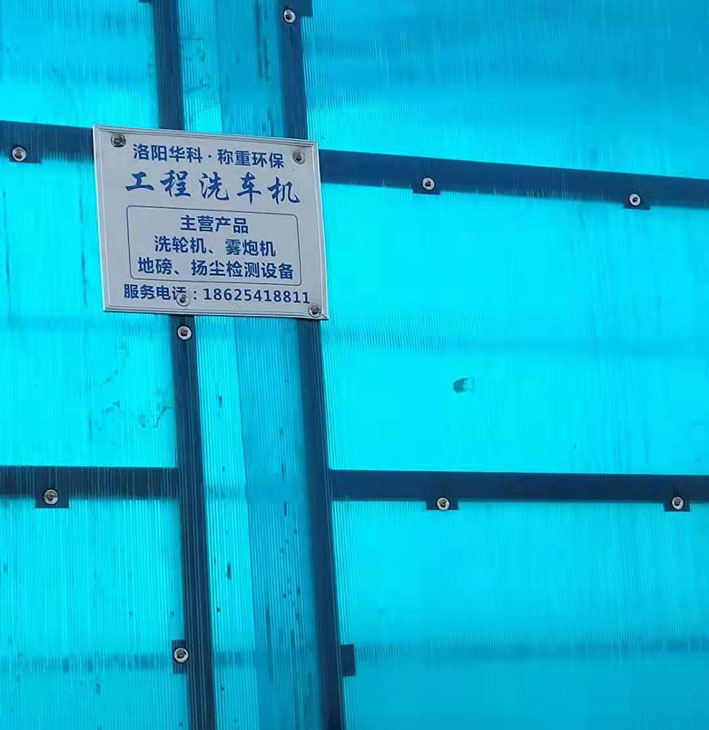 洛阳华科·称重环保
工程洗车机
主营产品
洗轮机、雾炮机
地磅、扬尘检测设备
服务电话：18625418811